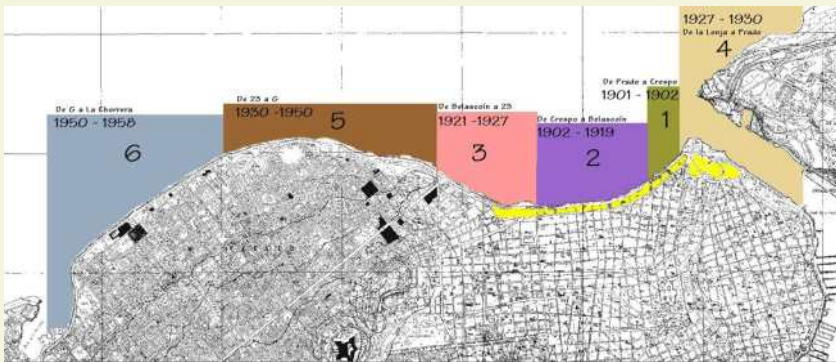 De G a La Chorrera
1950 - 1958
6
De 23 a G
1930 -1950
5
De Belascoín a 23
1921 -1927
3
De Crespo a Belascoín
1902 - 1919
2
De Prado a Crespo
1901 - 1902
1
1927 - 1930
De la Lonja a Prado
4